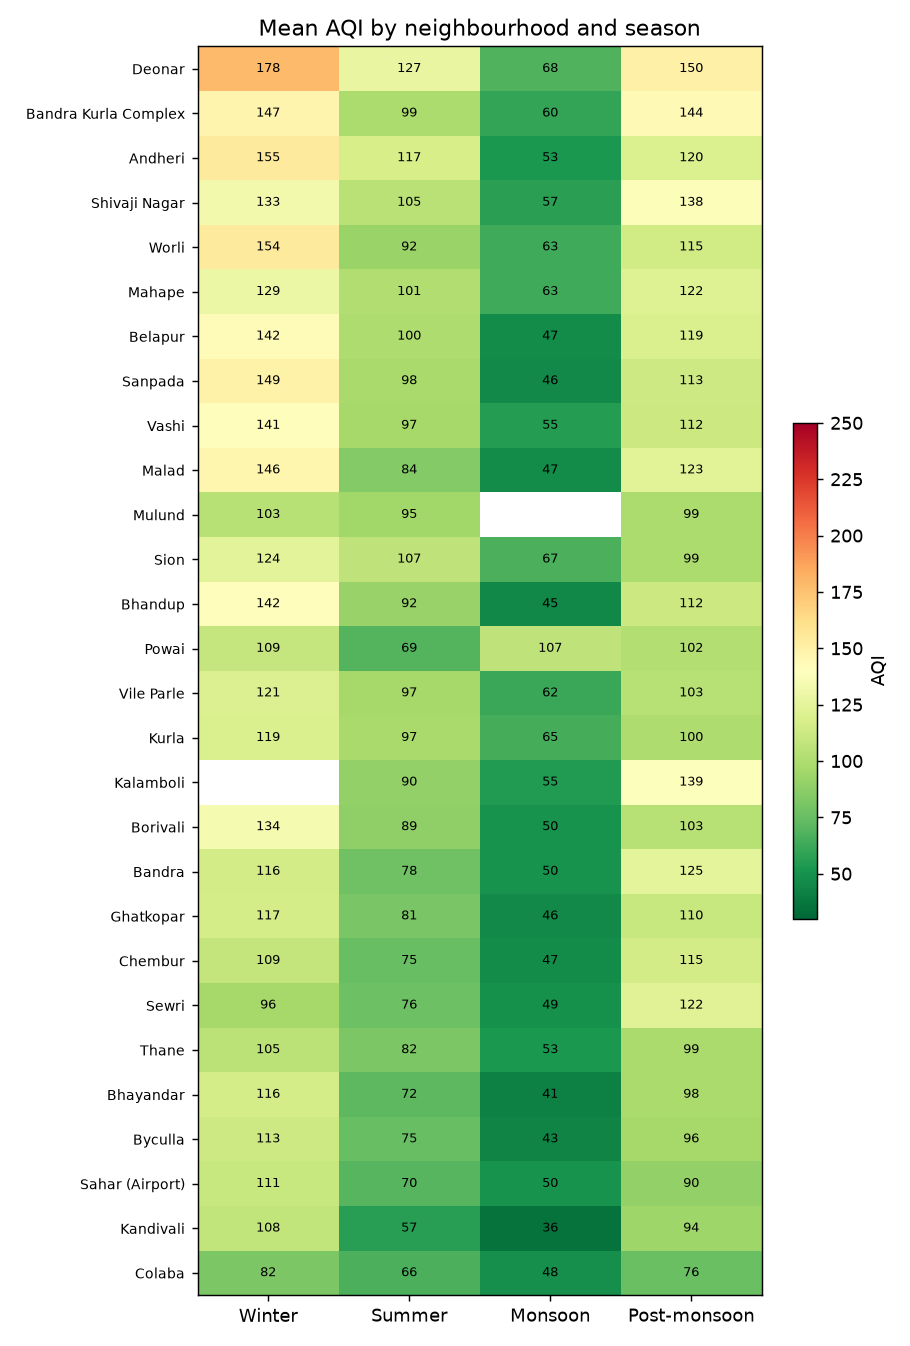 Mean AQI by neighbourhood and season
Deonar 178 127 68 150
Bandra Kurla Complex 147 99 60 144
Andheri 155 117 53 120
Shivaji Nagar 133 105 57 138
Worli 154 92 63 115
Mahape 129 101 63 122
Belapur 142 100 47 119
Sanpada 149 98 46 113
Vashi 141 97 55 112
Malad 146 84 47 123
Mulund 103 95 99
Sion 124 107 67 99
Bhandup 142 92 45 112
Powai 109 69 107 102
Vile Parle 121 97 62 103
Kurla 119 97 65 100
Kalamboli 90 55 139
Borivali 134 89 50 103
Bandra 116 78 50 125
Ghatkopar 117 81 46 110
Chembur 109 75 47 115
Sewri 96 76 49 122
Thane 105 82 53 99
Bhayandar 116 72 41 98
Byculla 113 75 43 96
Sahar (Airport) 111 70 50 90
Kandivali 108 57 36 94
Colaba 82 66 48 76
Winter Summer Monsoon Post-monsoon
250
225
200
175
150
125
100
75
50
AQI